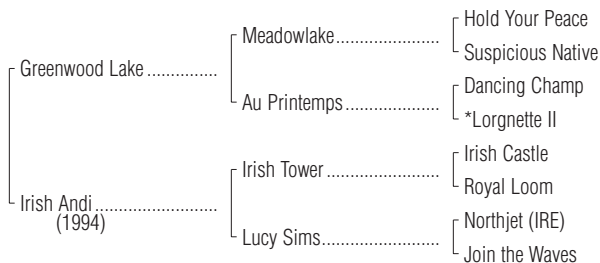 Hold Your Peace
Meadowlake
Suspicious Native
Greenwood Lake
Dancing Champ
Au Printemps
*Lorgnette II
Irish Castle
Irish Tower
Royal Loom
Irish Andi
(1994)
Northjet (IRE)
Lucy Sims
Join the Waves